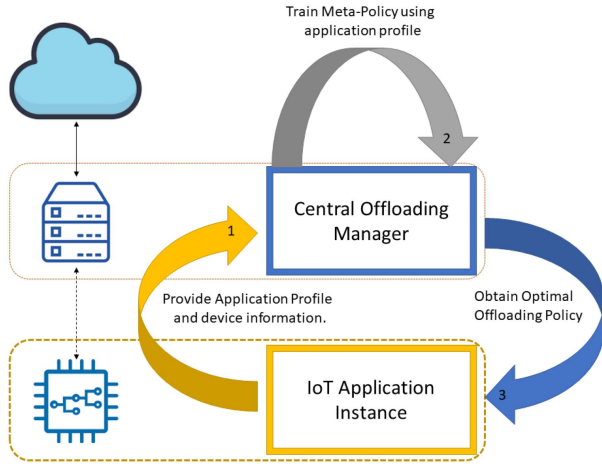 Train Meta-Policy using
application profile
2
Central Offloading
Manager
1
Provide Application Profile
and device information.
Obtain Optimal
Offloading Policy
IoT Application
Instance
3